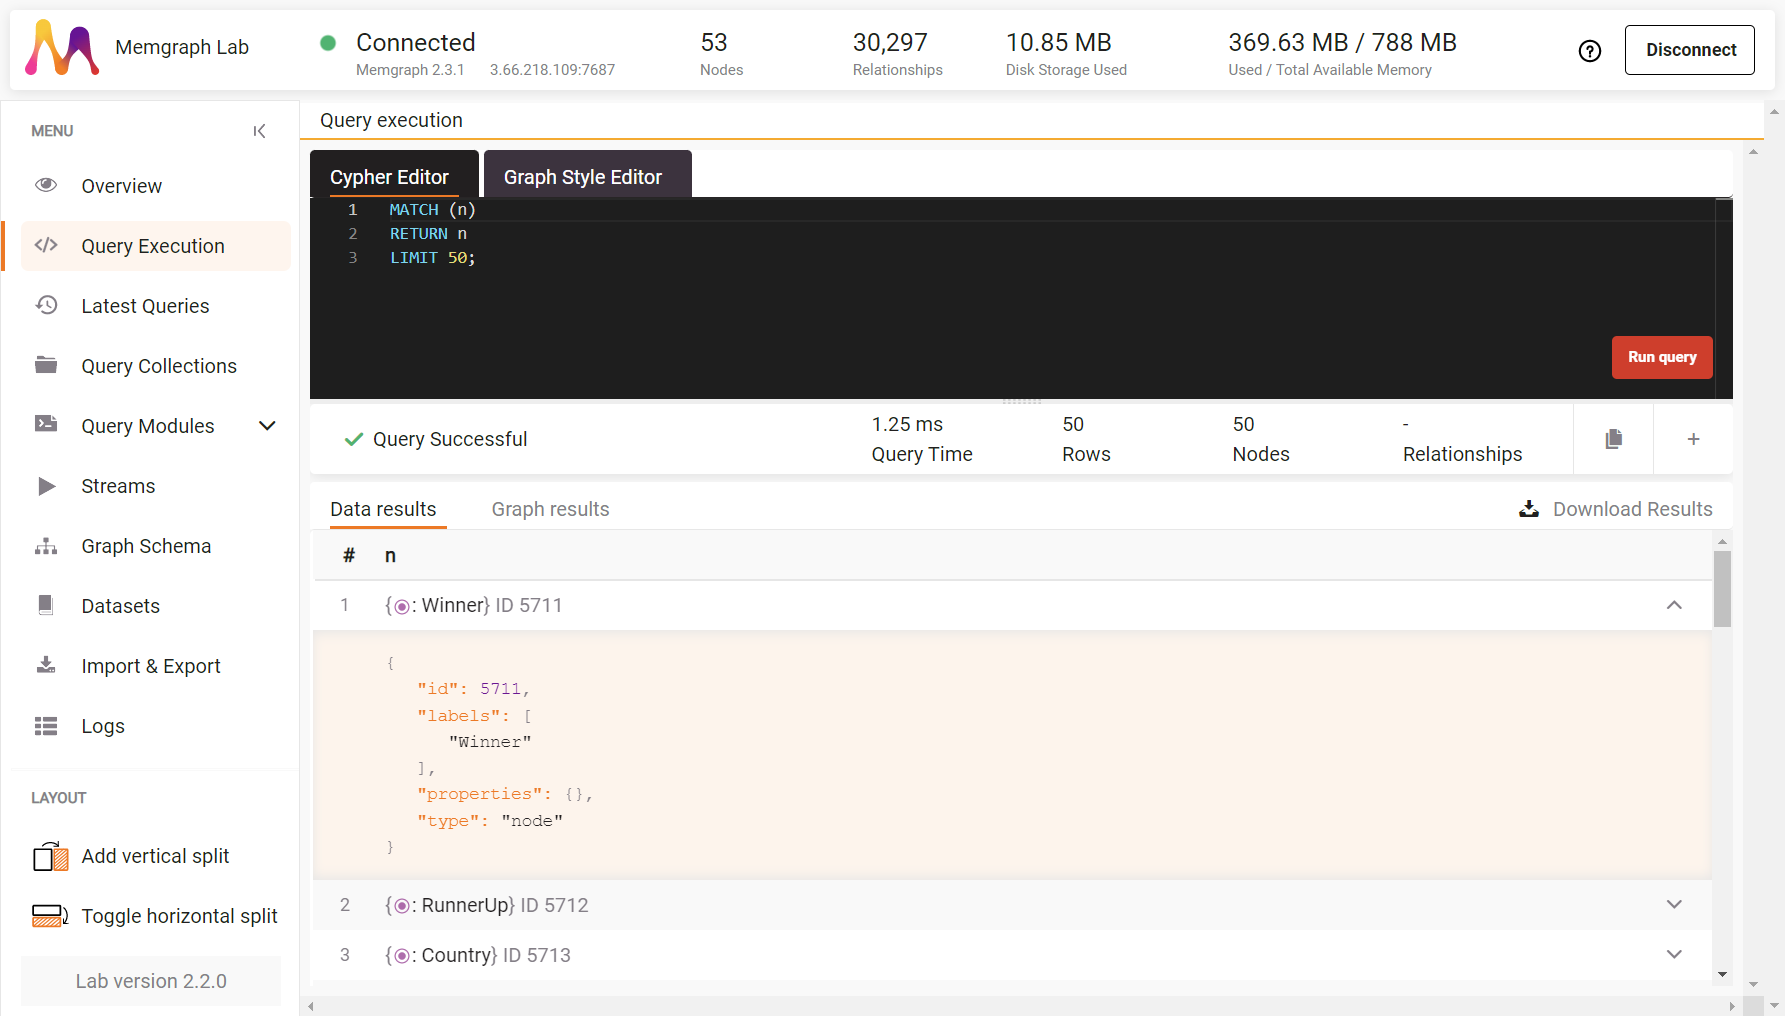 Memgraph Lab
Connected
Memgraph 2.3.1 3.66.218.109:7687
53
Nodes
30,297
Relationships
10.85 MB
Disk Storage Used
369.63 MB / 788 MB
Used / Total Available Memory
Disconnect
MENU
Overview
Query Execution
Latest Queries
Query Collections
Query Modules
Streams
Graph Schema
Datasets
Import & Export
Logs
LAYOUT
Add vertical split
Toggle horizontal split
Lab version 2.2.0
Query execution
Cypher Editor
Graph Style Editor
1 MATCH (n)
2 RETURN n
3 LIMIT 50;
Run query
Query Successful
1.25 ms
Query Time
50
Rows
50
Nodes
-
Relationships
Data results
Graph results
Download Results
# n
1 {: Winner} ID 5711
{
"id": 5711,
"labels": [
"Winner"
],
"properties": {},
"type": "node"
}
2 {: RunnerUp} ID 5712
3 {: Country} ID 5713